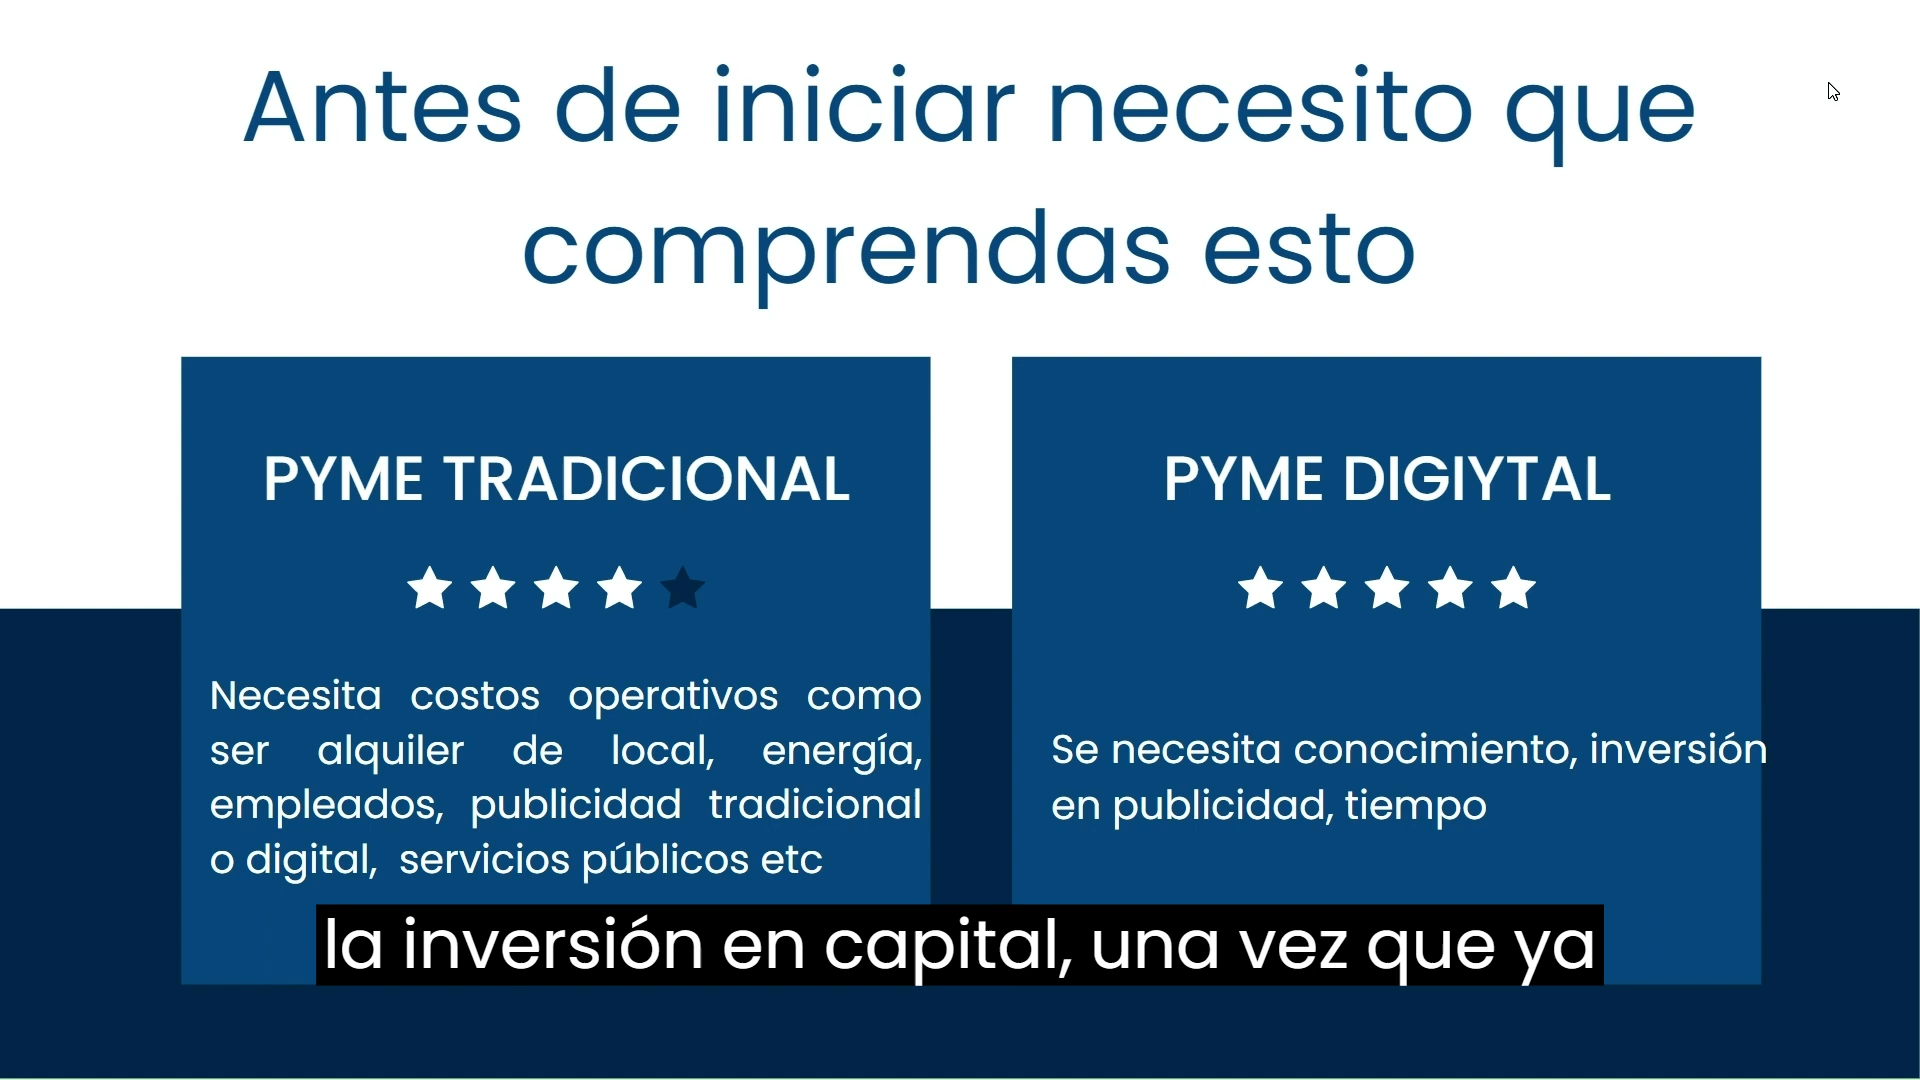 Antes de iniciar necesito que
comprendas esto
PYME TRADICIONAL
Necesita costos operativos como
ser alquiler de local, energía,
empleados, publicidad tradicional
o digital, servicios públicos etc
PYME DIGIYTAL
Se necesita conocimiento, inversión
en publicidad, tiempo
la inversión en capital, una vez que ya